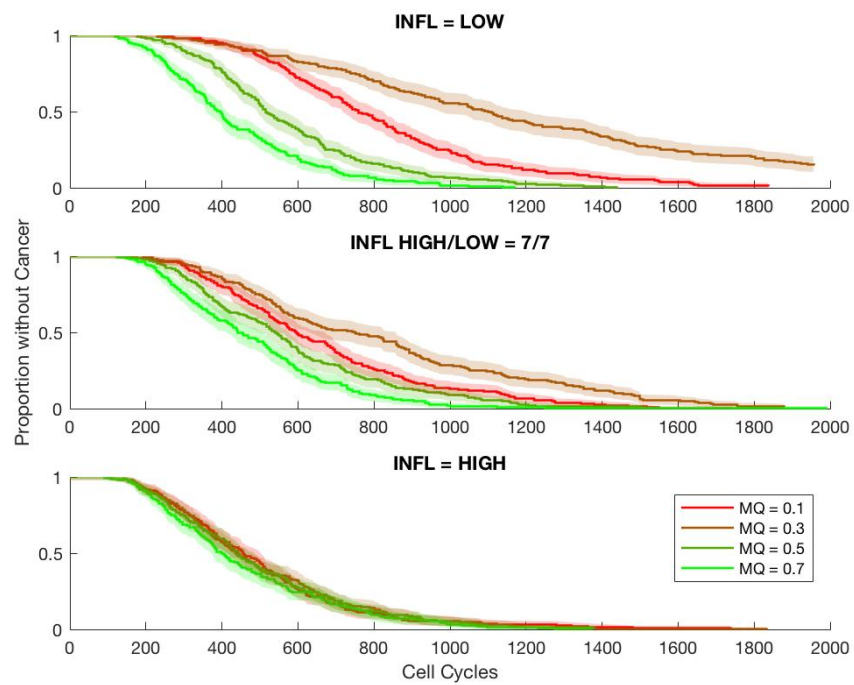 INFL = LOW
1
0.5
0
0 200 400 600 800 1000 1200 1400 1600 1800 2000
INFL HIGH/LOW = 7/7
Proportion without Cancer
1
0.5
0
0 200 400 600 800 1000 1200 1400 1600 1800 2000
INFL = HIGH
1
0.5
0
MQ = 0.1
MQ = 0.3
MQ = 0.5
MQ = 0.7
0 200 400 600 800 1000 1200 1400 1600 1800 2000
Cell Cycles